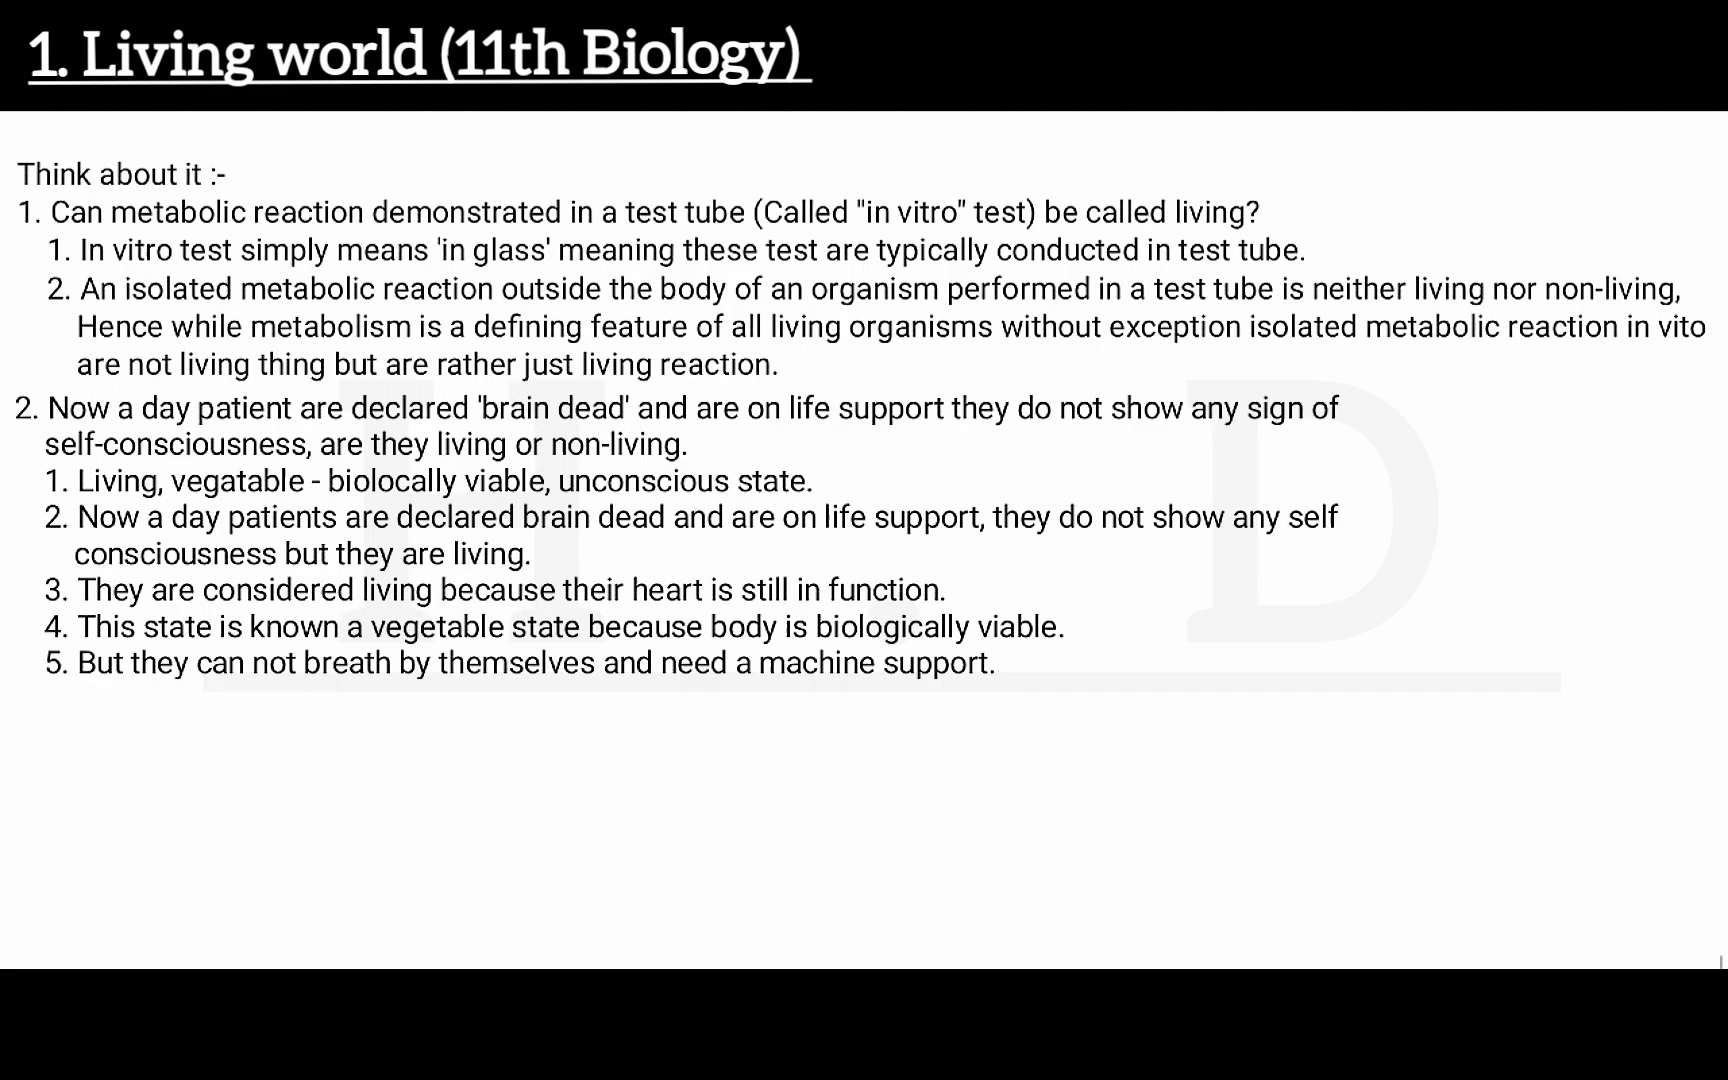 1. Living world (11th Biology)
Think about it :-
1. Can metabolic reaction demonstrated in a test tube (Called "in vitro" test) be called living?
1. In vitro test simply means 'in glass' meaning these test are typically conducted in test tube.
2. An isolated metabolic reaction outside the body of an organism performed in a test tube is neither living nor non-living,
Hence while metabolism is a defining feature of all living organisms without exception isolated metabolic reaction in vito
are not living thing but are rather just living reaction.
2. Now a day patient are declared 'brain dead' and are on life support they do not show any sign of
self-consciousness, are they living or non-living.
1. Living, vegatable - biolocally viable, unconscious state.
2. Now a day patients are declared brain dead and are on life support, they do not show any self
consciousness but they are living.
3. They are considered living because their heart is still in function.
4. This state is known a vegetable state because body is biologically viable.
5. But they can not breath by themselves and need a machine support.
H . D